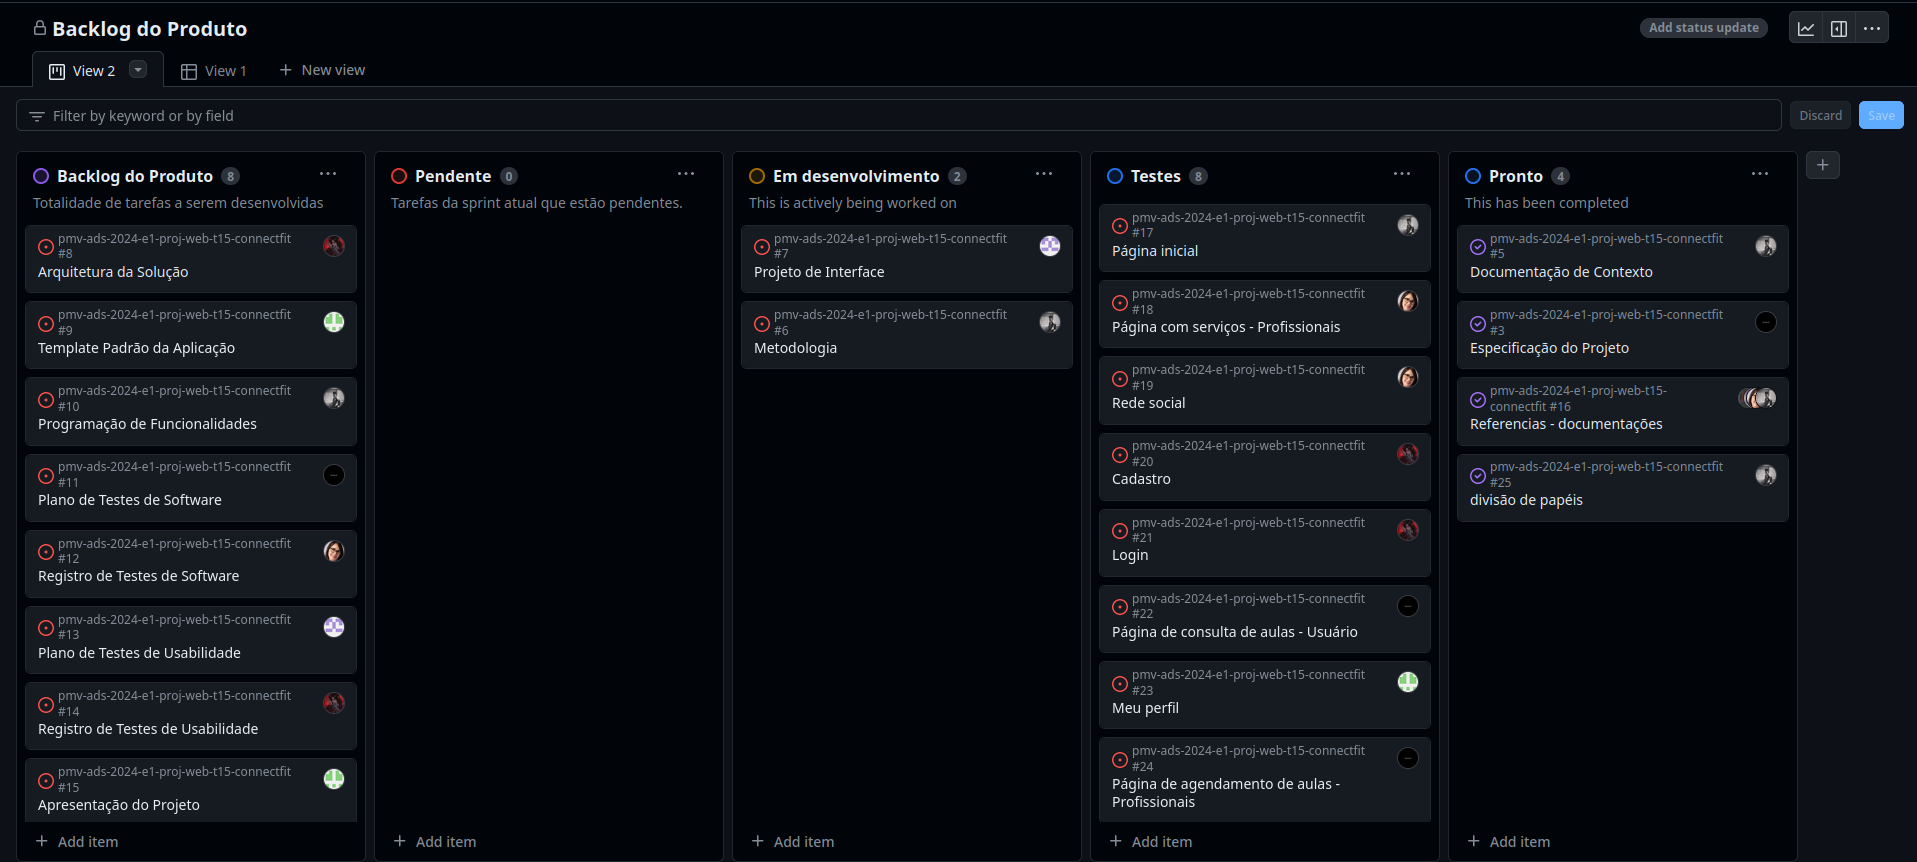 Backlog do Produto
Add status update
View 2
View 1
New view
Filter by keyword or by field
Discard
Save
Backlog do Produto 8
Totalidade de tarefas a serem desenvolvidas
pmv-ads-2024-e1-proj-web-t15-connectfit
#8
Arquitetura da Solução
pmv-ads-2024-e1-proj-web-t15-connectfit
#9
Template Padrão da Aplicação
pmv-ads-2024-e1-proj-web-t15-connectfit
#10
Programação de Funcionalidades
pmv-ads-2024-e1-proj-web-t15-connectfit
#11
Plano de Testes de Software
pmv-ads-2024-e1-proj-web-t15-connectfit
#12
Registro de Testes de Software
pmv-ads-2024-e1-proj-web-t15-connectfit
#13
Plano de Testes de Usabilidade
pmv-ads-2024-e1-proj-web-t15-connectfit
#14
Registro de Testes de Usabilidade
pmv-ads-2024-e1-proj-web-t15-connectfit
#15
Apresentação do Projeto
Add item
Pendente 0
Tarefas da sprint atual que estão pendentes.
Add item
Em desenvolvimento 2
This is actively being worked on
pmv-ads-2024-e1-proj-web-t15-connectfit
#7
Projeto de Interface
pmv-ads-2024-e1-proj-web-t15-connectfit
#6
Metodologia
Add item
Testes 8
pmv-ads-2024-e1-proj-web-t15-connectfit
#17
Página inicial
pmv-ads-2024-e1-proj-web-t15-connectfit
#18
Página com serviços - Profissionais
pmv-ads-2024-e1-proj-web-t15-connectfit
#19
Rede social
pmv-ads-2024-e1-proj-web-t15-connectfit
#20
Cadastro
pmv-ads-2024-e1-proj-web-t15-connectfit
#21
Login
pmv-ads-2024-e1-proj-web-t15-connectfit
#22
Página de consulta de aulas - Usuário
pmv-ads-2024-e1-proj-web-t15-connectfit
#23
Meu perfil
pmv-ads-2024-e1-proj-web-t15-connectfit
#24
Página de agendamento de aulas -
Profissionais
Add item
Pronto 4
This has been completed
pmv-ads-2024-e1-proj-web-t15-connectfit
#5
Documentação de Contexto
pmv-ads-2024-e1-proj-web-t15-connectfit
#3
Especificação do Projeto
pmv-ads-2024-e1-proj-web-t15-
connectfit #16
Referencias - documentações
pmv-ads-2024-e1-proj-web-t15-connectfit
#25
divisão de papéis
Add item